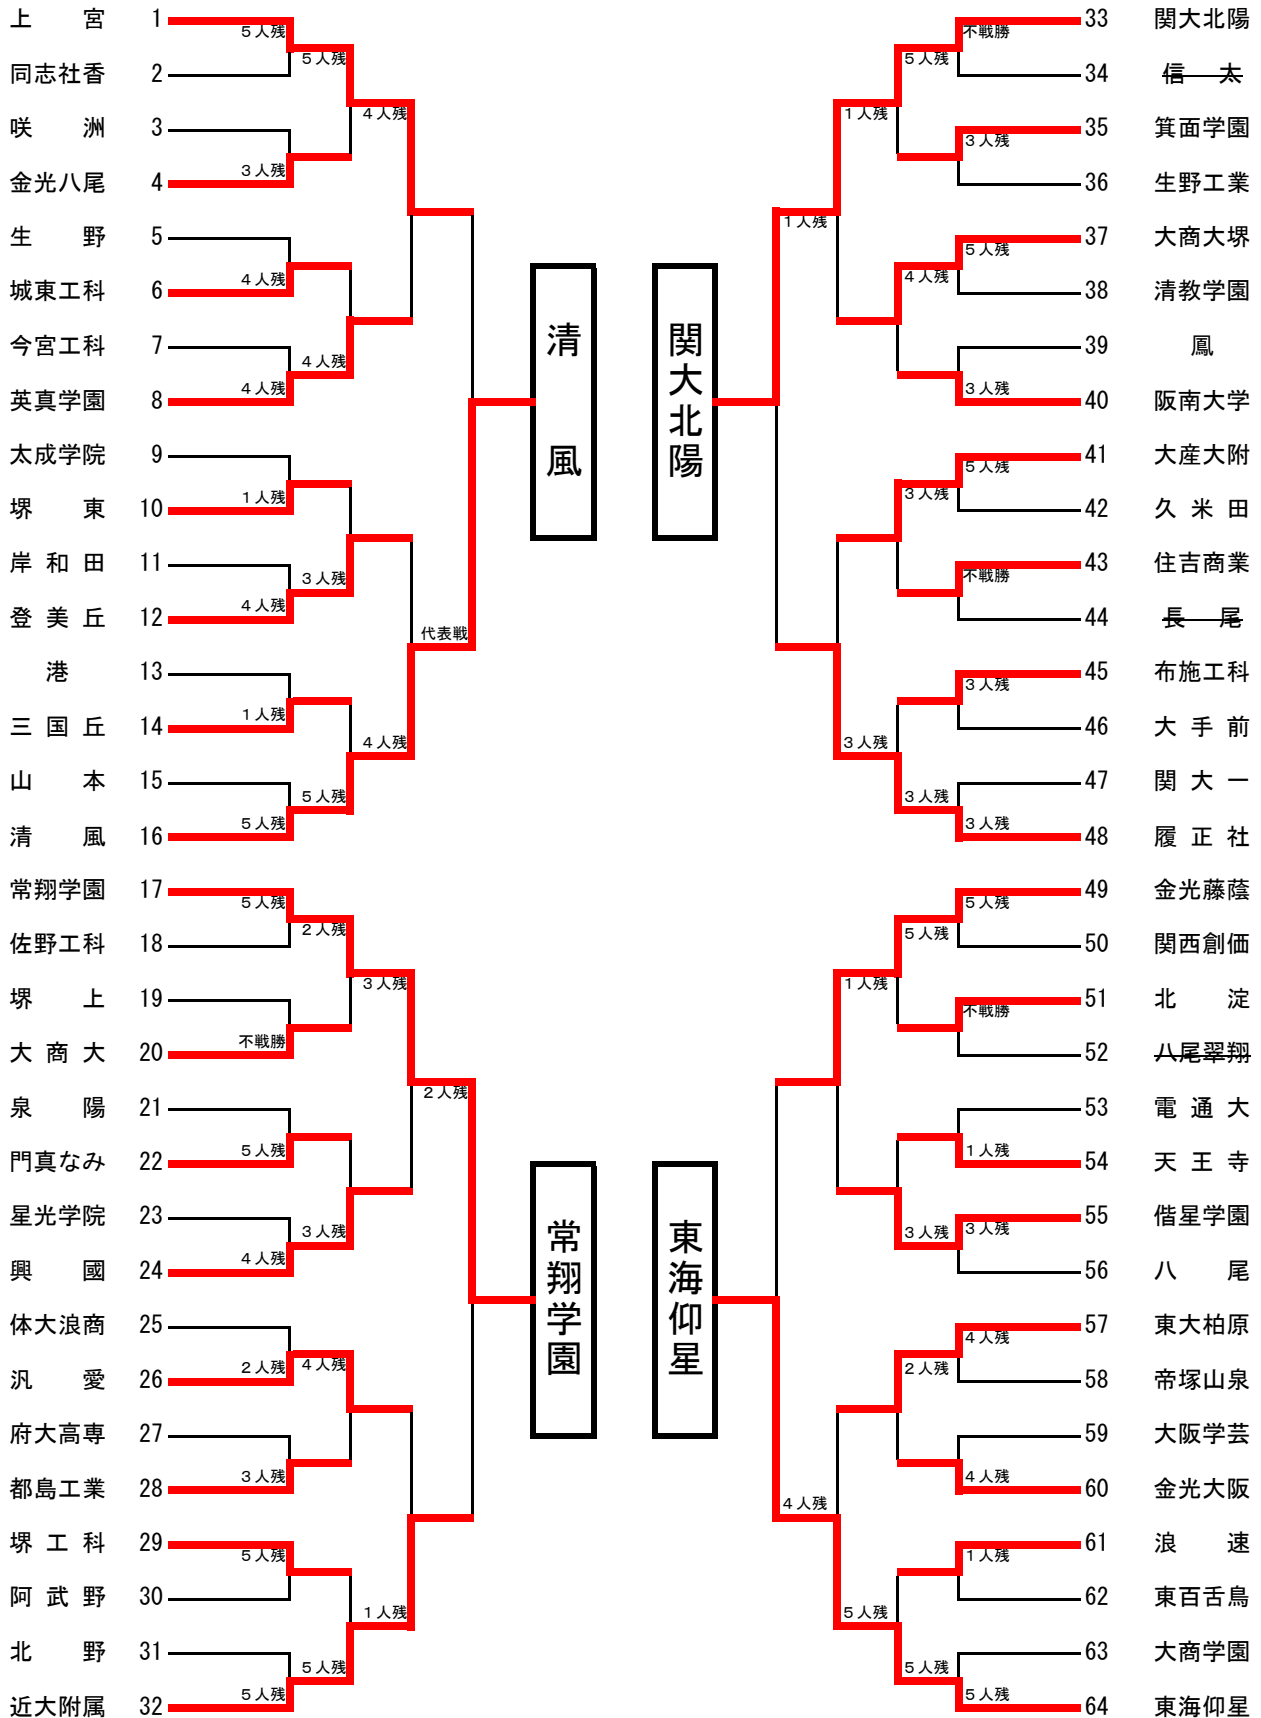 上宮 1
5人残
5人残
同志社香 2
4人残
咲洲 3
3人残
金光八尾 4
生野 5
4人残
城東工科 6
今宮工科 7
4人残
4人残
英真学園 8
太成学院 9
1人残
堺東 10
岸和田 11
3人残
4人残
登美丘 12
代表戦
港 13
1人残
三国丘 14
4人残
山本 15
5人残
5人残
清風 16
清風
常翔学園 17
5人残
2人残
佐野工科 18
3人残
堺上 19
不戦勝
大商大 20
2人残
泉陽 21
5人残
門真なみ 22
星光学院 23
3人残
4人残
興國 24
体大浪商 25
2人残
4人残
汎愛 26
府大高専 27
3人残
都島工業 28
堺工科 29
5人残
阿武野 30
1人残
北野 31
5人残
5人残
近大附属 32
常翔学園
33 関大北陽
不戦勝
5人残
34 信太
1人残
35 箕面学園
3人残
36 生野工業
1人残
37 大商大堺
5人残
4人残
38 清教学園
39 鳳
3人残
40 阪南大学
関大北陽
41 大産大附
5人残
3人残
42 久米田
43 住吉商業
不戦勝
44 長尾
45 布施工科
3人残
46 大手前
3人残
47 関大一
3人残
3人残
48 履正社
49 金光藤蔭
5人残
5人残
50 関西創価
1人残
51 北淀
不戦勝
52 八尾翠翔
53 電通大
1人残
54 天王寺
55 偕星学園
3人残
3人残
56 八尾
東海仰星
57 東大柏原
4人残
2人残
58 帝塚山泉
59 大阪学芸
4人残
60 金光大阪
4人残
61 浪速
1人残
62 東百舌鳥
5人残
63 大商学園
5人残
5人残
64 東海仰星